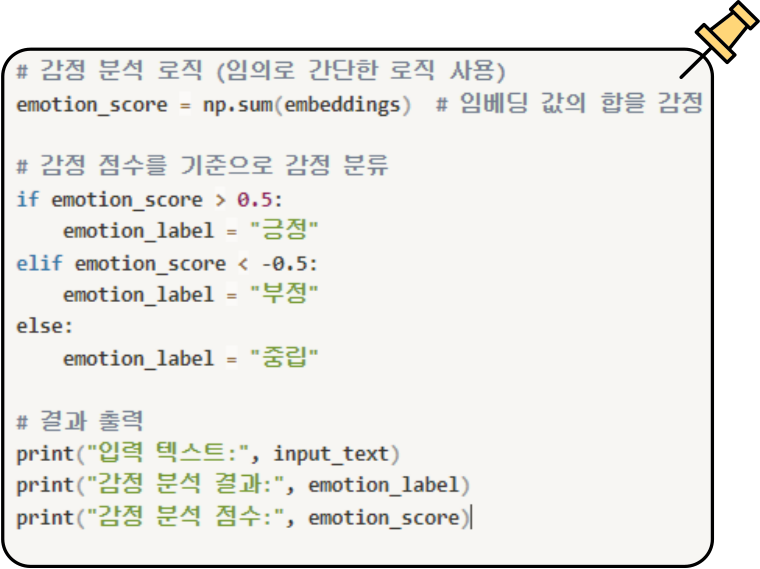 # 감정 분석 로직 (임의로 간단한 로직 사용)
emotion_score = np.sum(embeddings)  # 임베딩 값의 합을 감정
# 감정 점수를 기준으로 감정 분류
if emotion_score > 0.5:
    emotion_label = "긍정"
elif emotion_score < -0.5:
    emotion_label = "부정"
else:
    emotion_label = "중립"
# 결과 출력
print("입력 텍스트:", input_text)
print("감정 분석 결과:", emotion_label)
print("감정 분석 점수:", emotion_score)